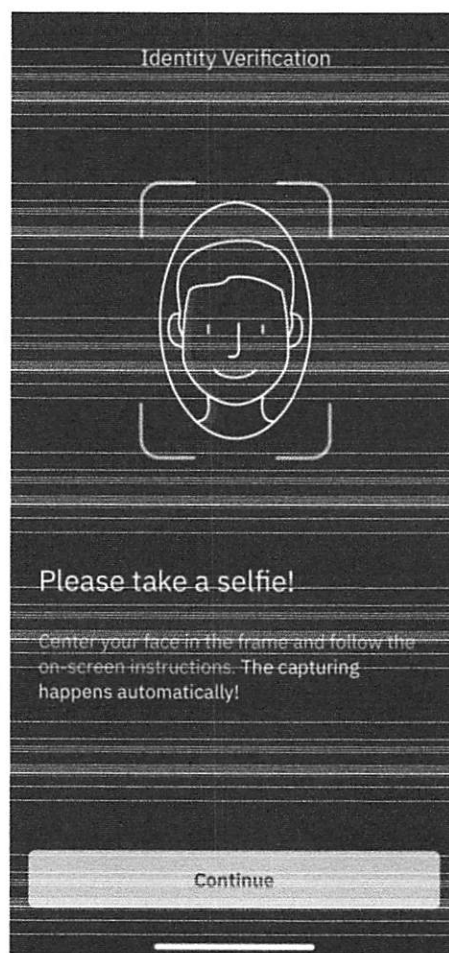 Identity Verification
Please take a selfie!
Center your face in the frame and follow the
on-screen instructions. The capturing
happens automatically!
Continue